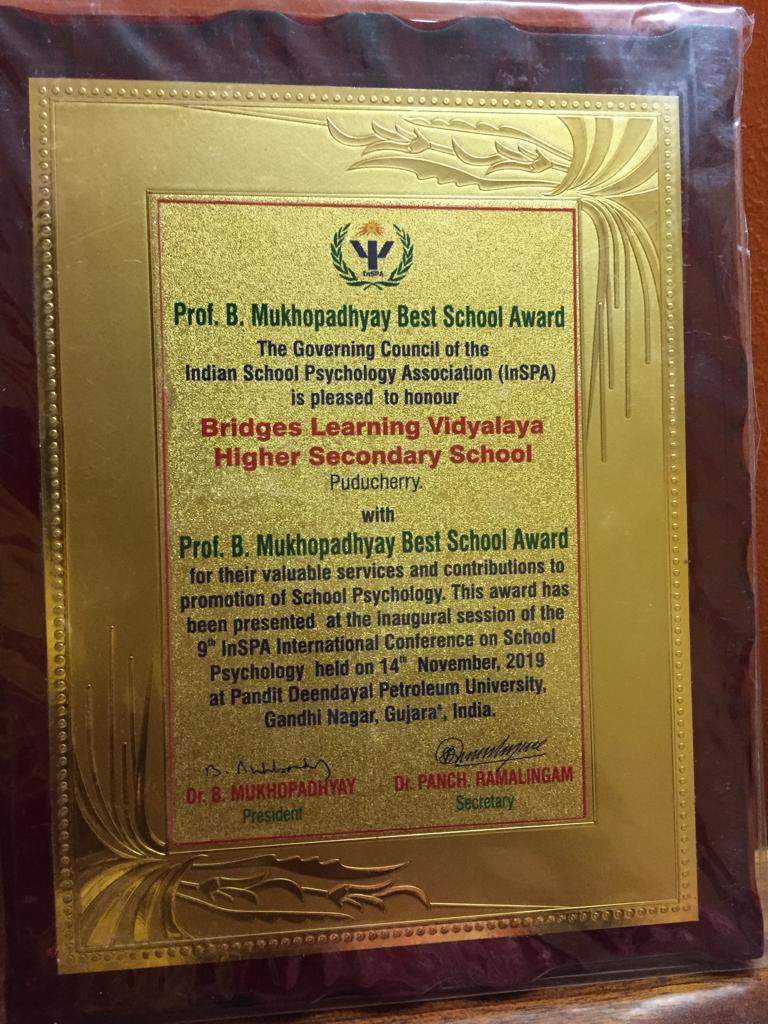 InSPA
Prof. B. Mukhopadhyay Best School Award
The Governing Council of the
Indian School Psychology Association (InSPA)
is pleased to honour
Bridges Learning Vidyalaya
Higher Secondary School
Puducherry.
with
Prof. B. Mukhopadhyay Best School Award
for their valuable services and contributions to
promotion of School Psychology. This award has
been presented at the inaugural session of the
9th InSPA International Conference on School
Psychology held on 14th November, 2019
at Pandit Deendayal Petroleum University,
Gandhi Nagar, Gujarat, India.
B. Mukhopadhyay
Dr. B. MUKHOPADHYAY Dr. PANCH. RAMALINGAM
President Secretary